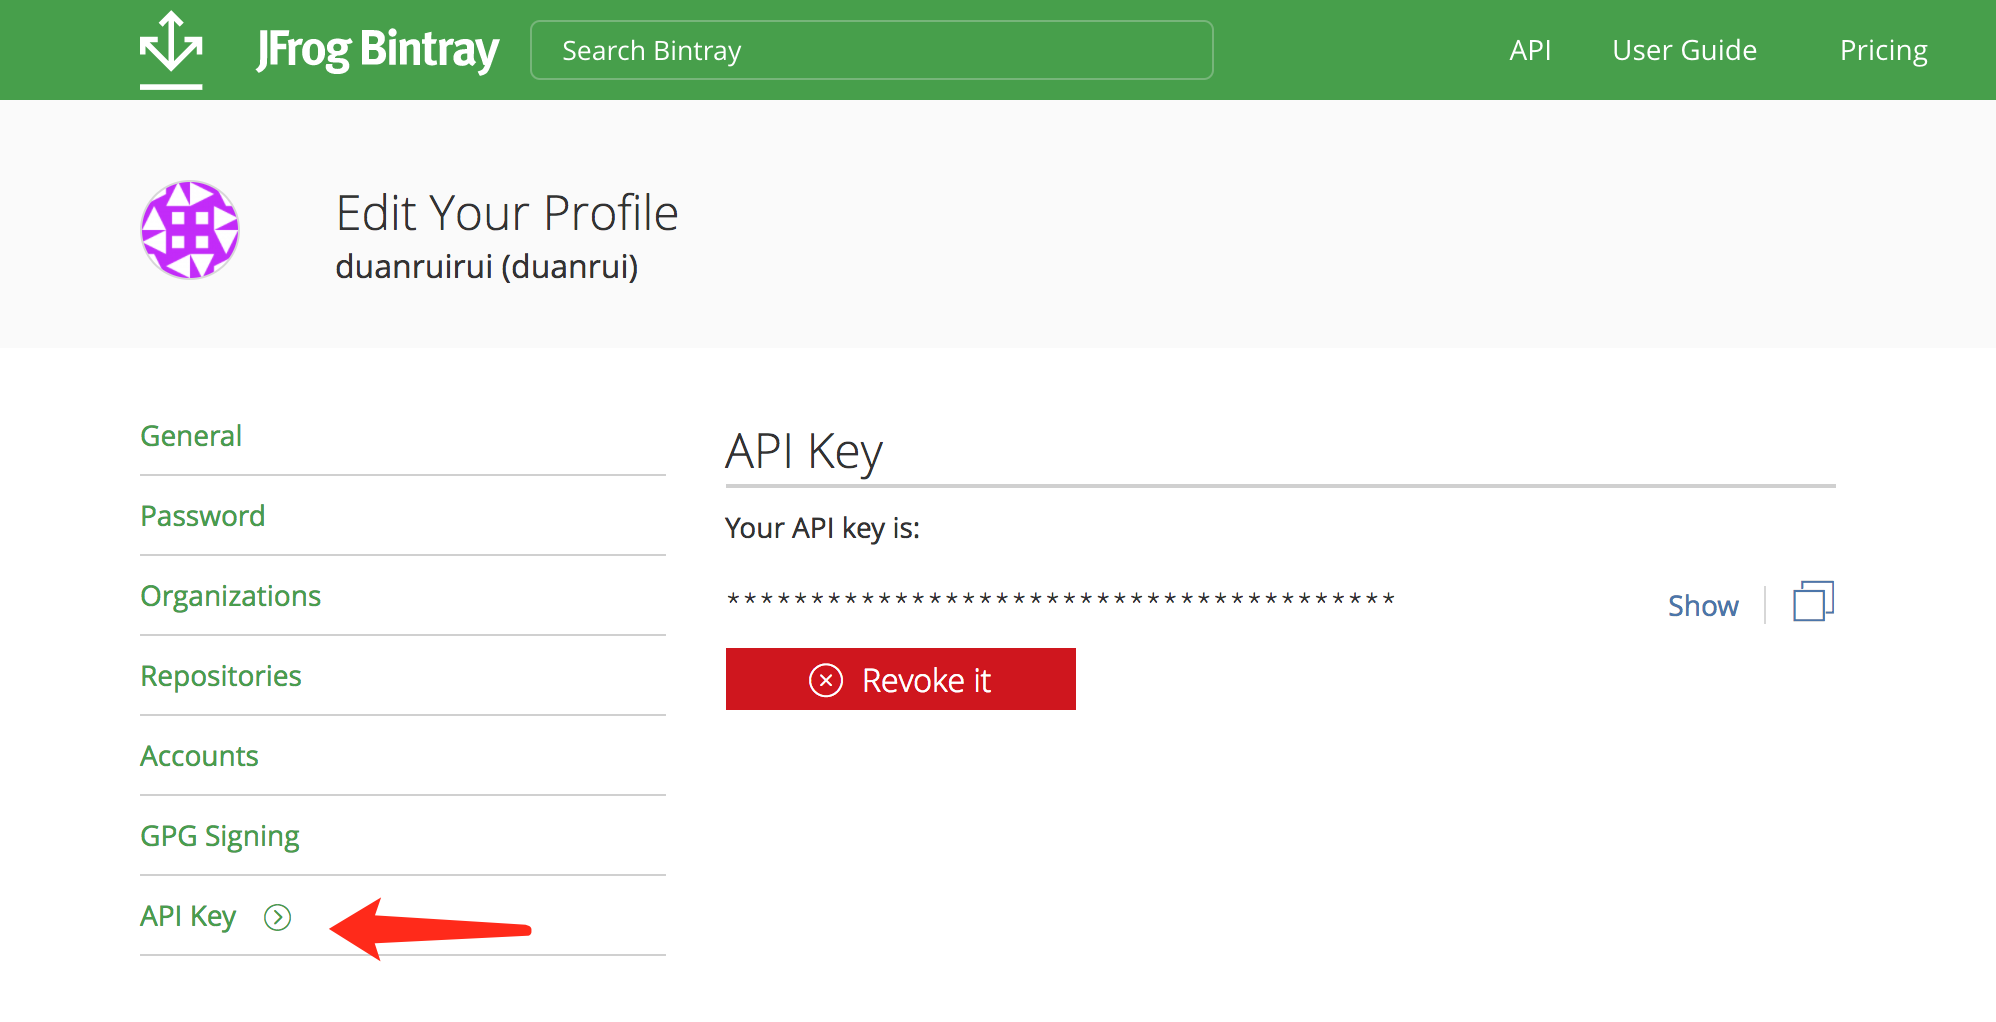 JFrog Bintray
Search Bintray
API
User Guide
Pricing
Edit Your Profile
duanruirui (duanrui)
General
Password
Organizations
Repositories
Accounts
GPG Signing
API Key
API Key
Your API key is:
****************************************
Show
Revoke it